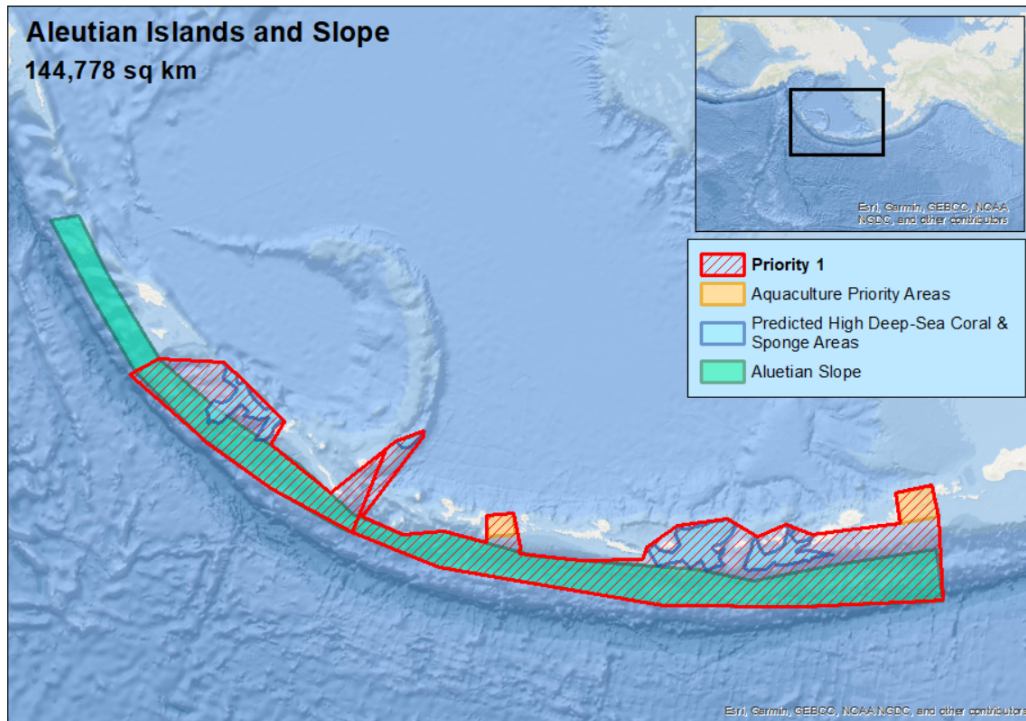 Aleutian Islands and Slope
144,778 sq km
Esri, Garmin, GEBCO, NOAA
NGDC, and other contributors
Priority 1
Aquaculture Priority Areas
Predicted High Deep-Sea Coral &
Sponge Areas
Aluetian Slope
Esri, Garmin, GEBCO, NOAA NGDC, and other contributors